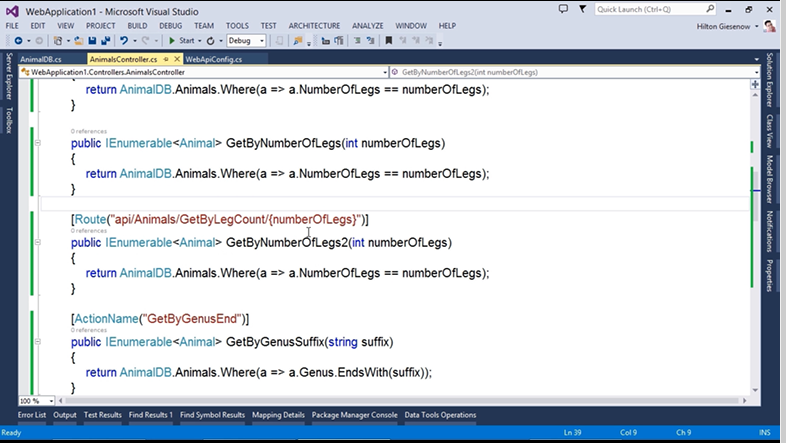 WebApplication1 - Microsoft Visual Studio
Quick Launch (Ctrl+Q)
FILE EDIT VIEW PROJECT BUILD DEBUG TEAM TOOLS TEST ARCHITECTURE ANALYZE WINDOW HELP
Hilton Giesenow
Start Debug
AnimalDB.cs AnimalsController.cs WebApiConfig.cs
WebApplication1.Controllers.AnimalsController GetByNumberOfLegs2(int numberOfLegs)
Server Explorer
Toolbox
return AnimalDB.Animals.Where(a => a.NumberOfLegs == numberOfLegs);
}
0 references
public IEnumerable<Animal> GetByNumberOfLegs(int numberOfLegs)
{
return AnimalDB.Animals.Where(a => a.NumberOfLegs == numberOfLegs);
}
[Route("api/Animals/GetByLegCount/{numberOfLegs}")]
0 references
public IEnumerable<Animal> GetByNumberOfLegs2(int numberOfLegs)
{
return AnimalDB.Animals.Where(a => a.NumberOfLegs == numberOfLegs);
}
[ActionName("GetByGenusEnd")]
0 references
public IEnumerable<Animal> GetByGenusSuffix(string suffix)
{
return AnimalDB.Animals.Where(a => a.Genus.EndsWith(suffix));
}
Solution Explorer
Class View
Model Browser
Notifications
Properties
100 %
Error List Output Test Results Find Results 1 Find Symbol Results Mapping Details Package Manager Console Data Tools Operations
Ready Ln 39 Col 9 Ch 9 INS